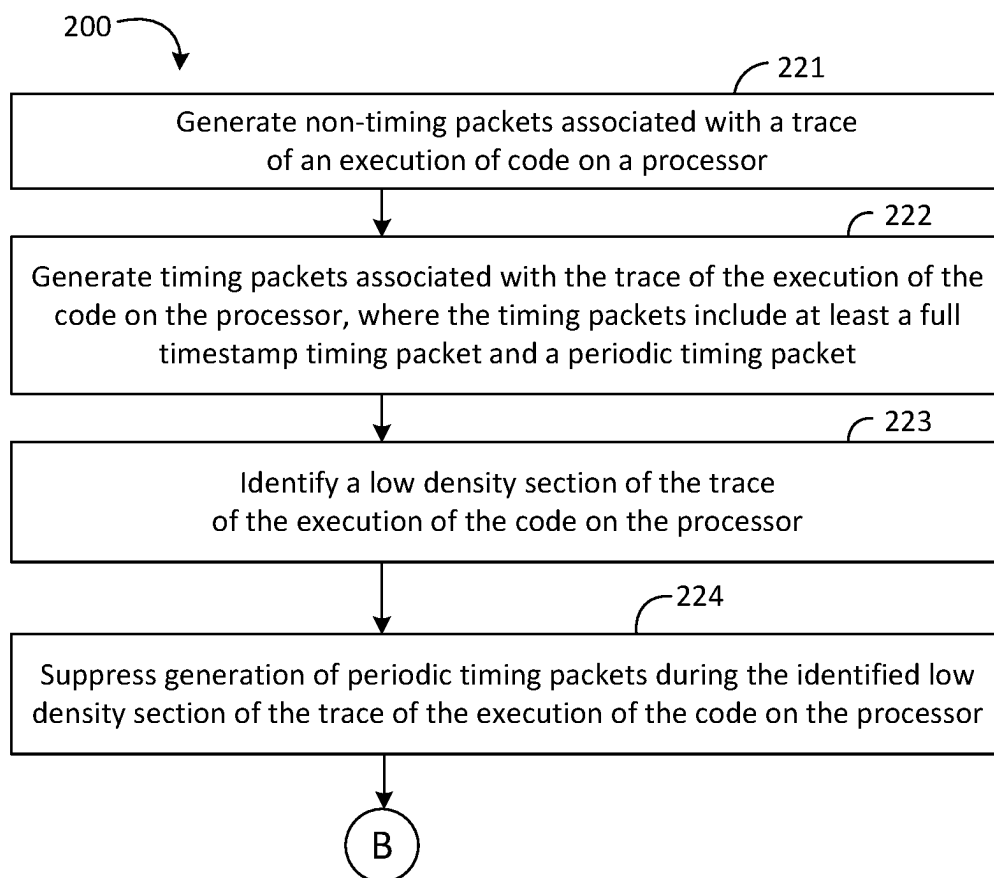 200
221
Generate non-timing packets associated with a trace
of an execution of code on a processor
222
Generate timing packets associated with the trace of the execution of the
code on the processor, where the timing packets include at least a full
timestamp timing packet and a periodic timing packet
223
Identify a low density section of the trace
of the execution of the code on the processor
224
Suppress generation of periodic timing packets during the identified low
density section of the trace of the execution of the code on the processor
B